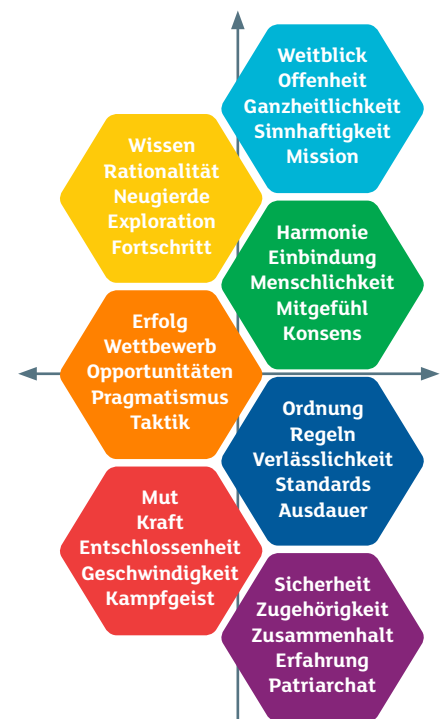 Weitblick
Offenheit
Ganzheitlichkeit
Sinnhaftigkeit
Mission
Wissen
Rationalität
Neugierde
Exploration
Fortschritt
Harmonie
Einbindung
Menschlichkeit
Mitgefühl
Konsens
Erfolg
Wettbewerb
Opportunitäten
Pragmatismus
Taktik
Ordnung
Regeln
Verlässlichkeit
Standards
Ausdauer
Mut
Kraft
Entschlossenheit
Geschwindigkeit
Kampfgeist
Sicherheit
Zugehörigkeit
Zusammenhalt
Erfahrung
Patriarchat